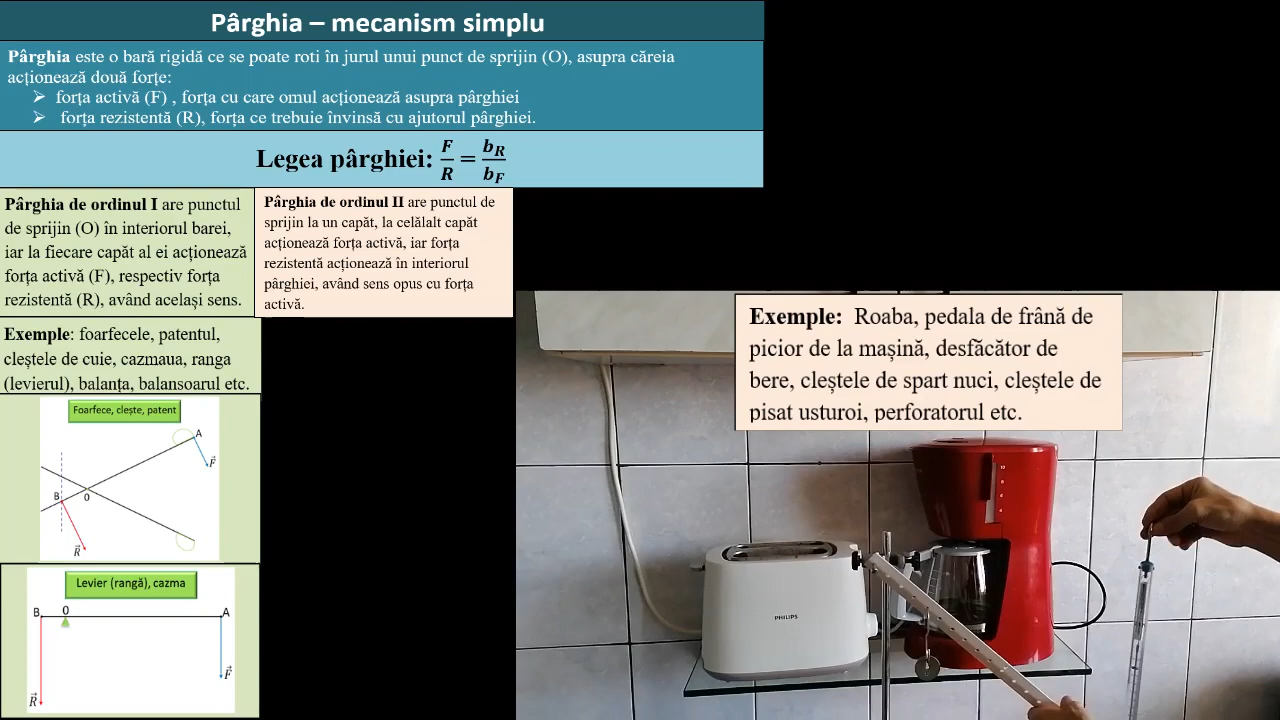 Pârghia – mecanism simplu
Pârghia este o bară rigidă ce se poate roti în jurul unui punct de sprijin (O), asupra căreia
acționează două forțe:
➢ forța activă (F) , forța cu care omul acționează asupra pârghiei
➢ forța rezistentă (R), forța ce trebuie învinsă cu ajutorul pârghiei.
Legea pârghiei: F/R = b_R/b_F
Pârghia de ordinul I are punctul
de sprijin (O) în interiorul barei,
iar la fiecare capăt al ei acționează
forța activă (F), respectiv forța
rezistentă (R), având același sens.
Pârghia de ordinul II are punctul de
sprijin la un capăt, la celălalt capăt
acționează forța activă, iar forța
rezistentă acționează în interiorul
pârghiei, având sens opus cu forța
activă.
Exemple: foarfecele, patentul,
cleștele de cuie, cazmaua, ranga
(levierul), balanța, balansoarul etc.
Exemple: Roaba, pedala de frână de
picior de la mașină, desfăcător de
bere, cleștele de spart nuci, cleștele de
pisat usturoi, perforatorul etc.
Foarfece, clește, patent
A
F
B
O
R
Levier (rangă), cazma
B
O
A
F
R
PHILIPS